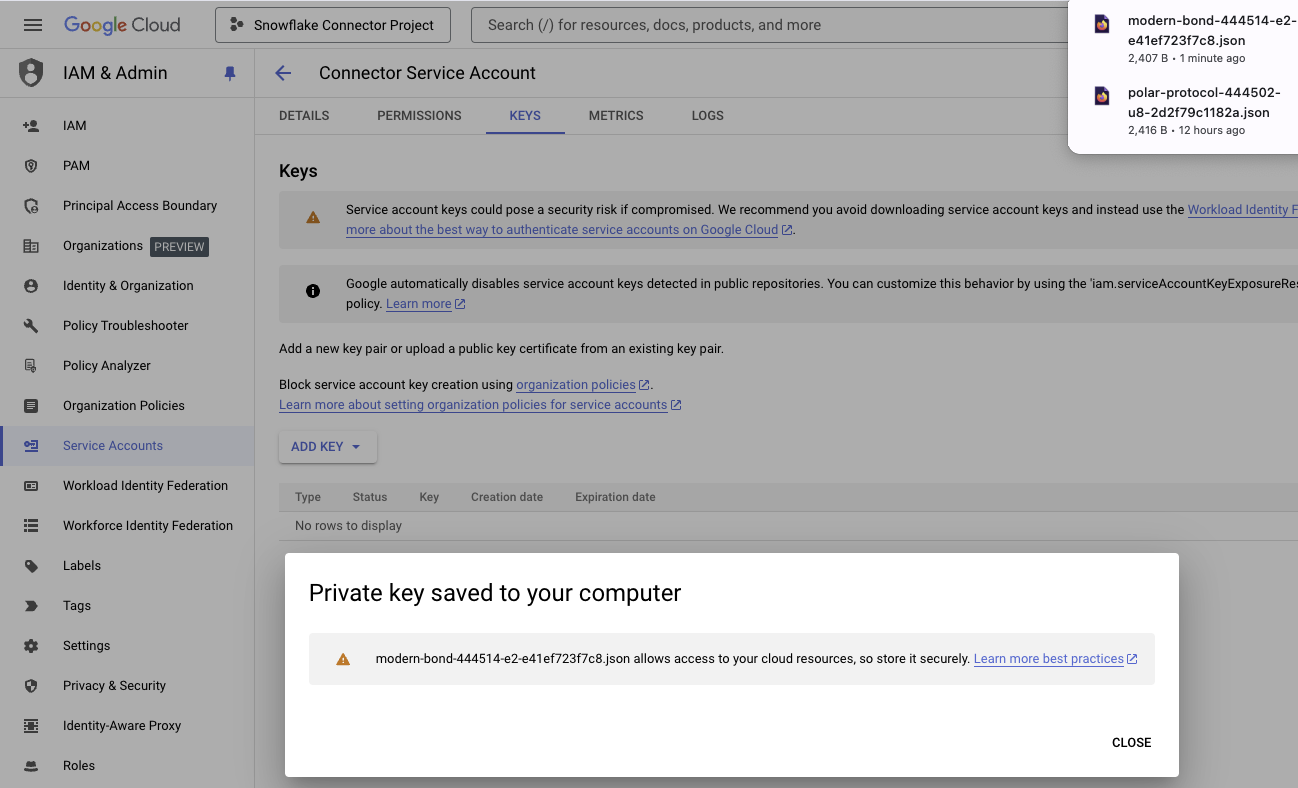 Google Cloud
Snowflake Connector Project
Search (/) for resources, docs, products, and more
modern-bond-444514-e2-
e41ef723f7c8.json
2,407 B • 1 minute ago
polar-protocol-444502-
u8-2d2f79c1182a.json
2,416 B • 12 hours ago
IAM & Admin
Connector Service Account
DETAILS PERMISSIONS KEYS METRICS LOGS
IAM
PAM
Principal Access Boundary
Organizations PREVIEW
Identity & Organization
Policy Troubleshooter
Policy Analyzer
Organization Policies
Service Accounts
Workload Identity Federation
Workforce Identity Federation
Labels
Tags
Settings
Privacy & Security
Identity-Aware Proxy
Roles
Keys
Service account keys could pose a security risk if compromised. We recommend you avoid downloading service account keys and instead use the Workload Identity F
more about the best way to authenticate service accounts on Google Cloud.
Google automatically disables service account keys detected in public repositories. You can customize this behavior by using the 'iam.serviceAccountKeyExposureRes
policy. Learn more
Add a new key pair or upload a public key certificate from an existing key pair.
Block service account key creation using organization policies.
Learn more about setting organization policies for service accounts
ADD KEY
Type Status Key Creation date Expiration date
No rows to display
Private key saved to your computer
modern-bond-444514-e2-e41ef723f7c8.json allows access to your cloud resources, so store it securely. Learn more best practices
CLOSE